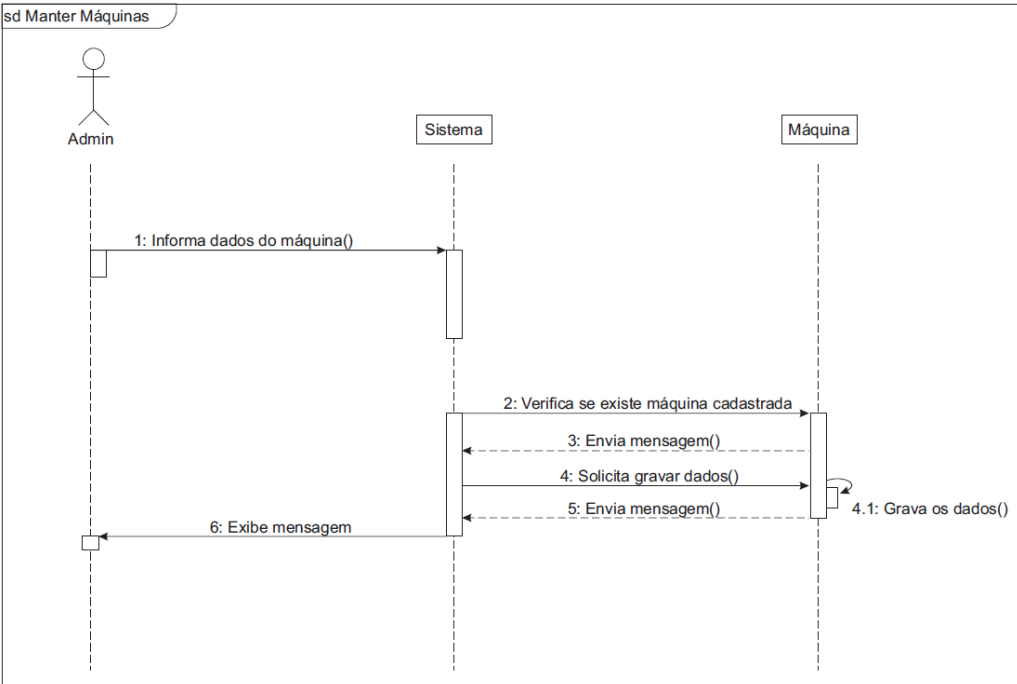 sd Manter Máquinas
Admin
Sistema
Máquina
1: Informa dados do máquina()
2: Verifica se existe máquina cadastrada
3: Envia mensagem()
4: Solicita gravar dados()
4.1: Grava os dados()
5: Envia mensagem()
6: Exibe mensagem